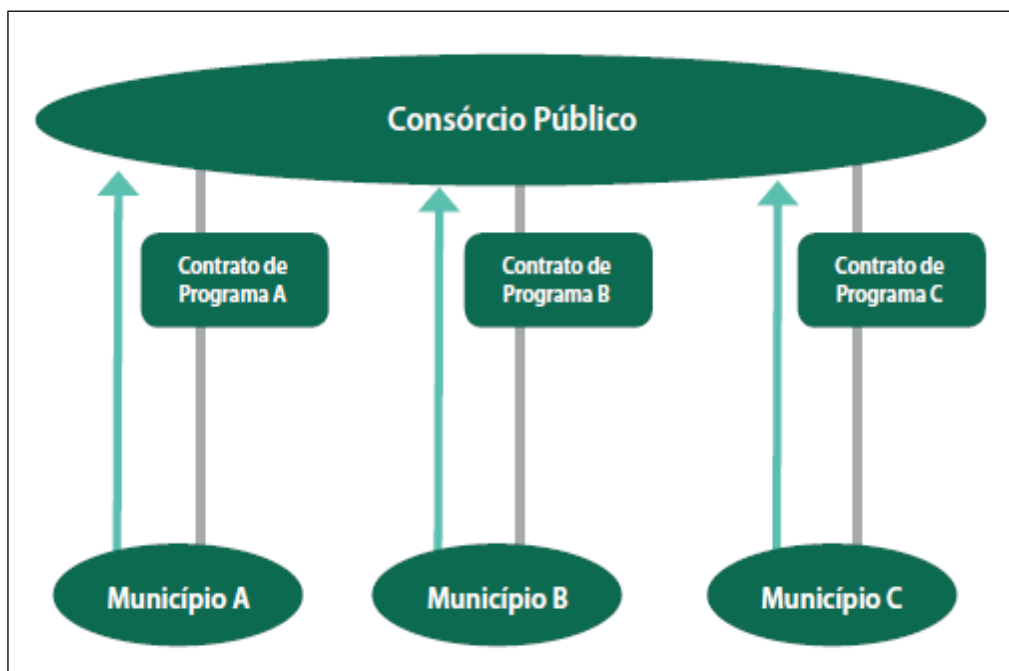 Consórcio Público
Contrato de
Programa A
Contrato de
Programa B
Contrato de
Programa C
Município A
Município B
Município C